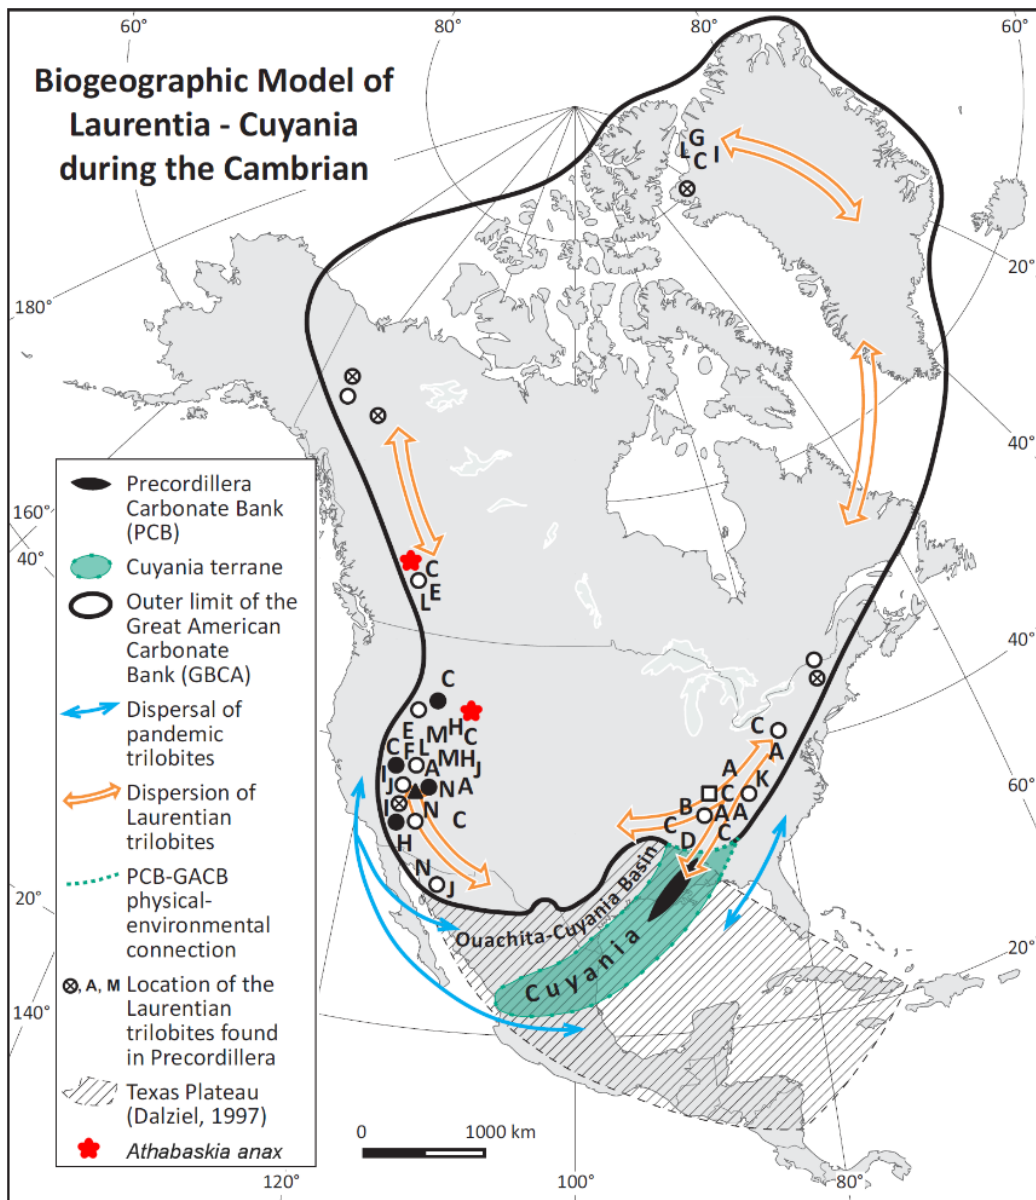 60°
80°
80°
60°
Biogeographic Model of
Laurentia - Cuyania
during the Cambrian
G
L C I
20°
180°
40°
160°
40°
Precordillera
Carbonate Bank
(PCB)
Cuyania terrane
Outer limit of the
Great American
Carbonate
Bank (GBCA)
Dispersal of
pandemic
trilobites
Dispersion of
Laurentian
trilobites
PCB-GACB
physical-
environmental
connection
, A, M Location of the
Laurentian
trilobites found
in Precordillera
Texas Plateau
(Dalziel, 1997)
Athabaskia anax
C
E
L
40°
C
E M H C
C F L M H J
I A
J N A
I N C
H
N J
C
A
A K
B C
C A A
D C
60°
Ouachita-Cuyania Basin
Cuyania
20°
20°
140°
0 1000 km
120°
100°
80°